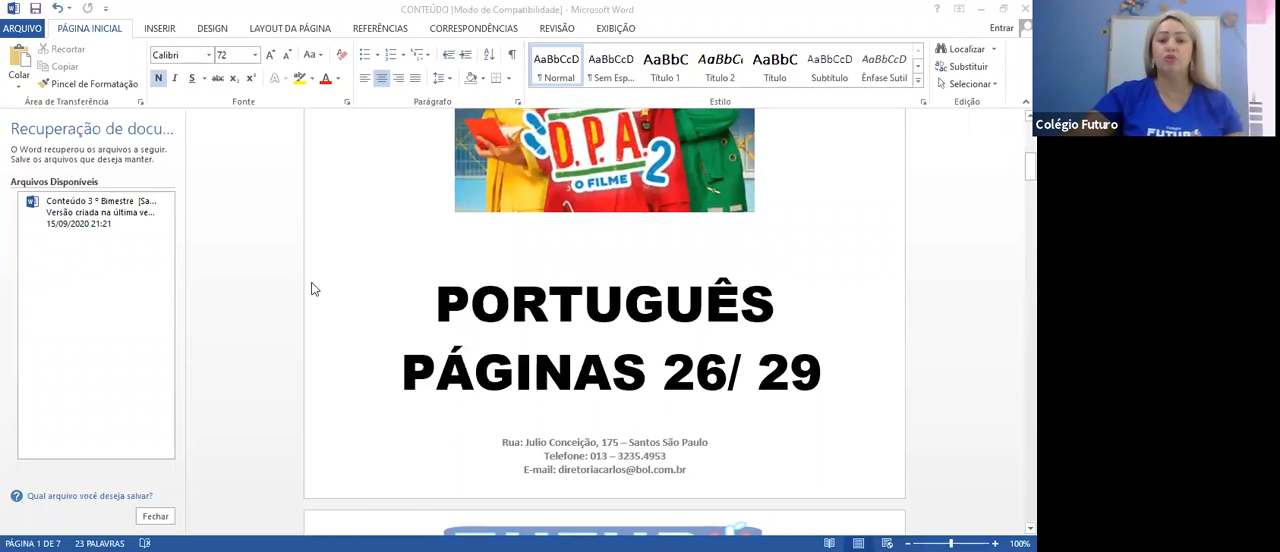 CONTEÚDO [Modo de Compatibilidade] - Microsoft Word
ARQUIVO PÁGINA INICIAL INSERIR DESIGN LAYOUT DA PÁGINA REFERÊNCIAS CORRESPONDÊNCIAS REVISÃO EXIBIÇÃO Entrar
Colar
Recortar
Copiar
Pincel de Formatação
Área de Transferência
Calibri 72
N I S abc x₂ x²
Fonte
Parágrafo
AaBbCcD AaBbCcD AaBbC AaBbCc AaBbC AaBbCcD AaBbCcD
¶ Normal ¶ Sem Esp... Título 1 Título 2 Título Subtítulo Ênfase Sutil
Estilo
Localizar
Substituir
Selecionar
Edição
Colégio Futuro
Recuperação de docu...
O Word recuperou os arquivos a seguir.
Salve os arquivos que deseja manter.
Arquivos Disponíveis
Conteúdo 3 º Bimestre [Sa...
Versão criada na última ve...
15/09/2020 21:21
Qual arquivo você deseja salvar?
Fechar
D.P.A. 2
O FILME
PORTUGUÊS
PÁGINAS 26/ 29
Rua: Julio Conceição, 175 – Santos São Paulo
Telefone: 013 – 3235.4953
E-mail: diretoriacarlos@bol.com.br
PÁGINA 1 DE 7 23 PALAVRAS 100%